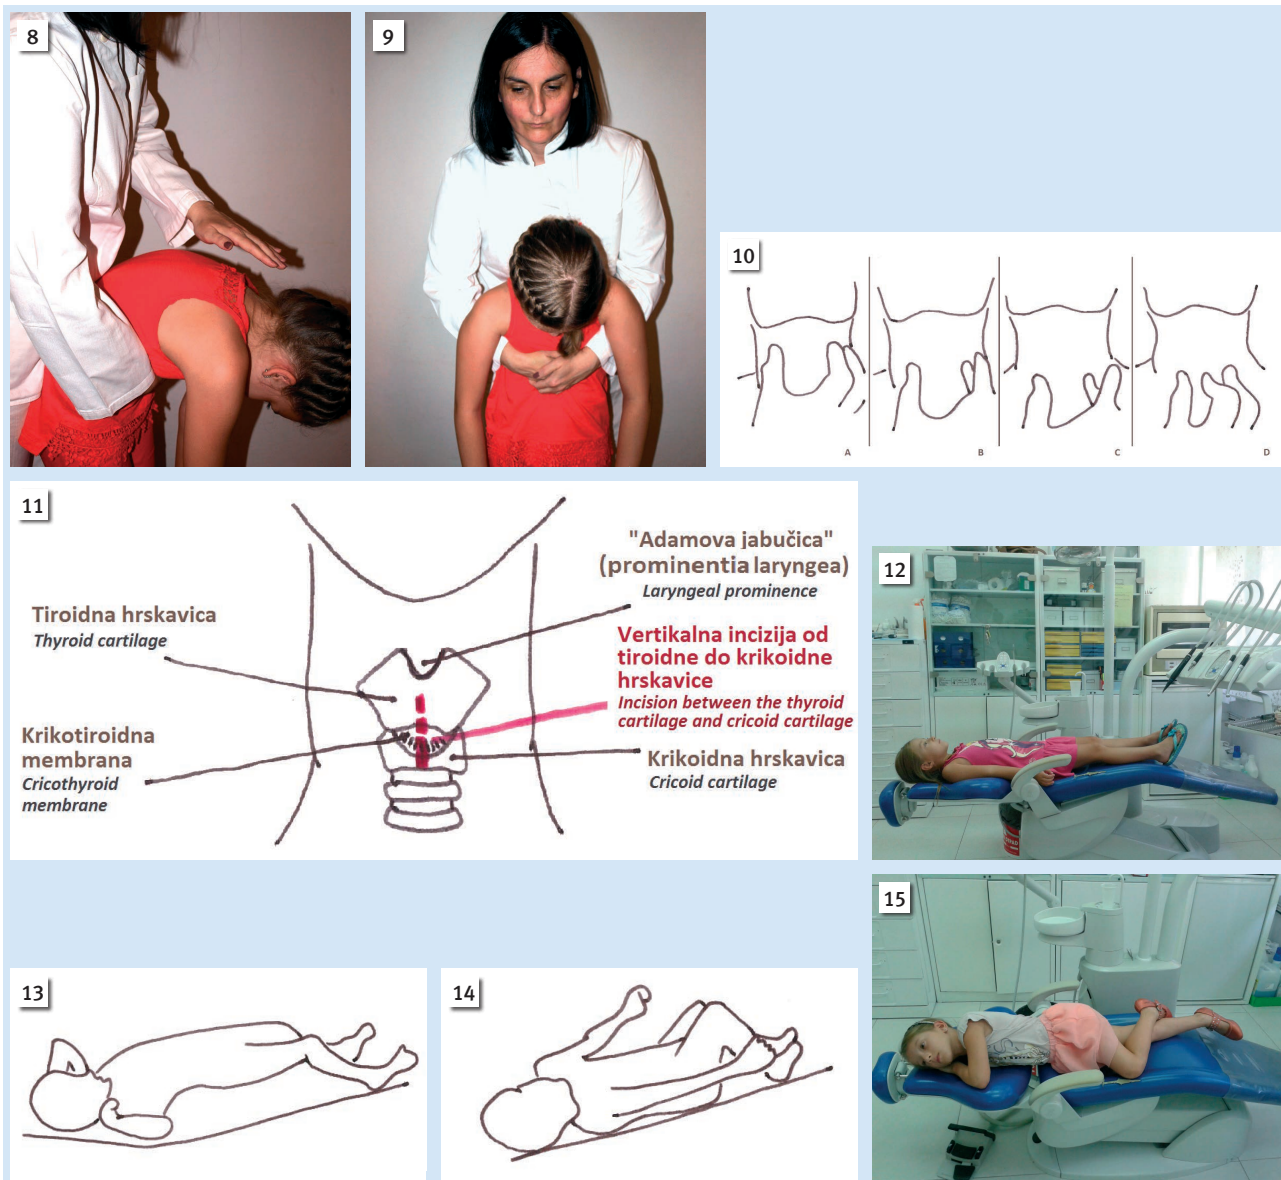 8
9
10
A
B
C
D
11
"Adamova jabučica"
(prominentia laryngea)
Laryngeal prominence
Tiroidna hrskavica
Thyroid cartilage
Vertikalna incizija od
tiroidne do krikoidne
hrskavice
Incision between the thyroid
cartilage and cricoid cartilage
Krikotiroidna
membrana
Cricothyroid
membrane
Krikoidna hrskavica
Cricoid cartilage
12
13
14
15